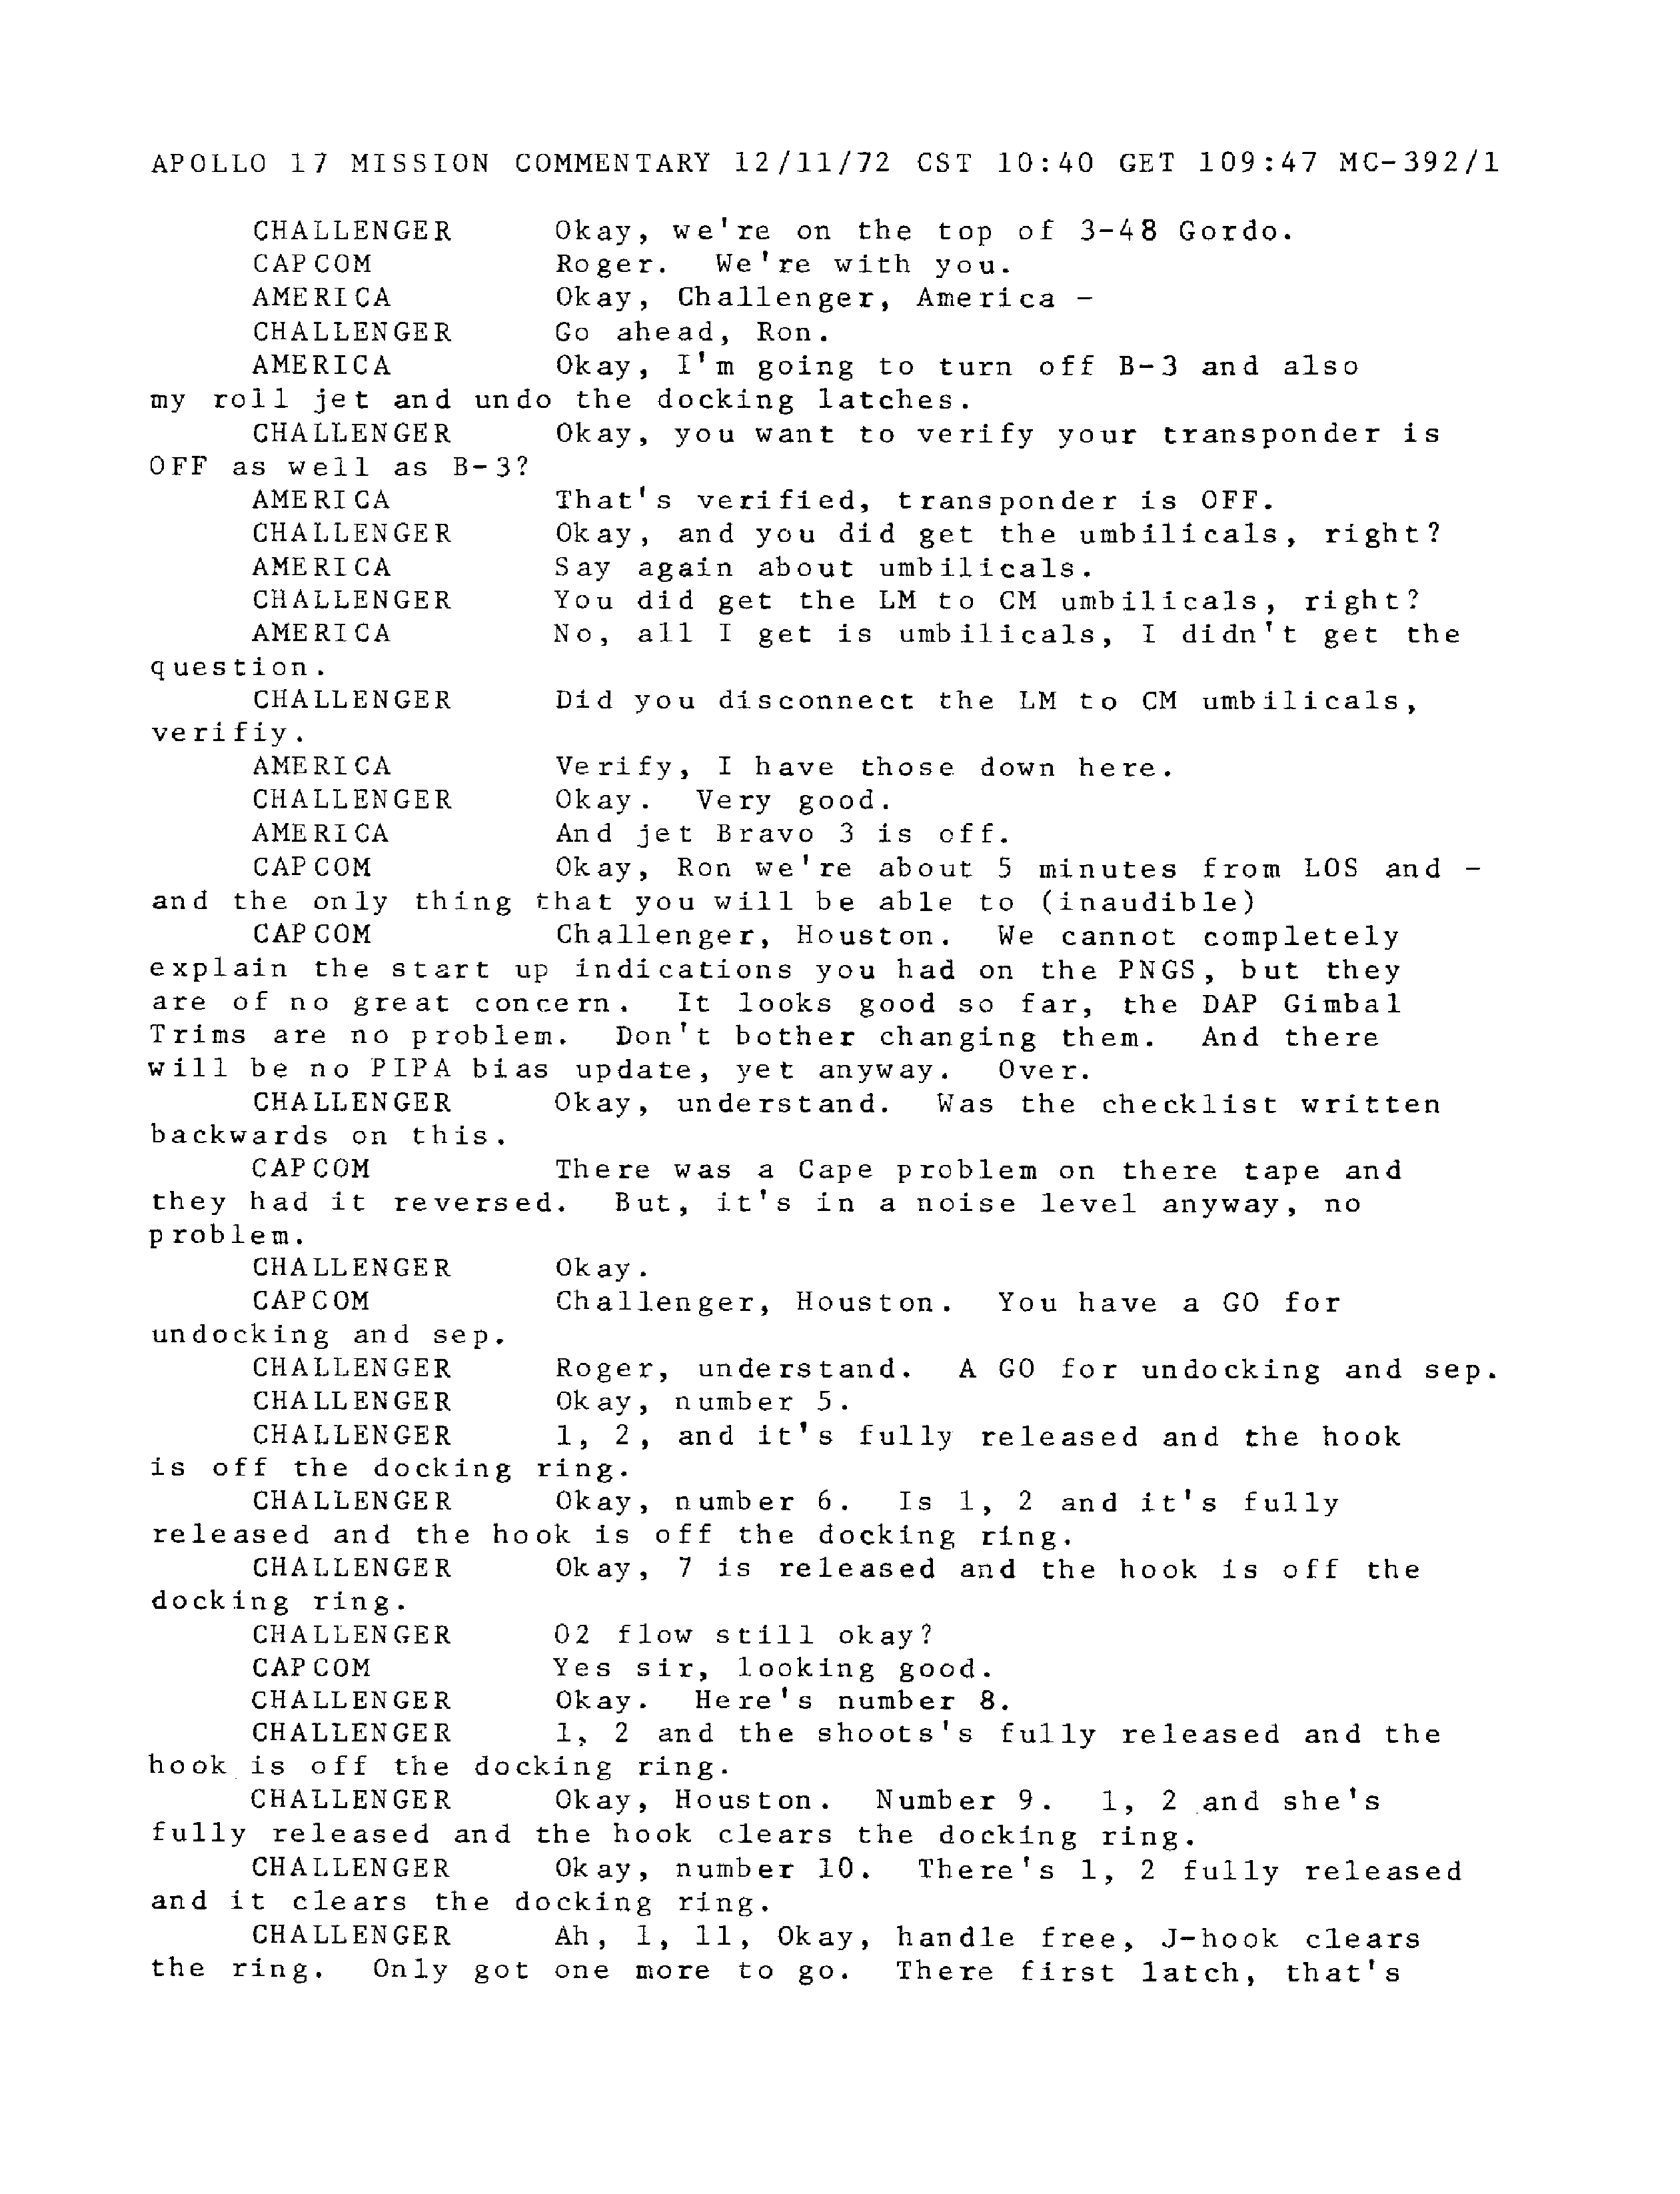 APOLLO 17 MISSION COMMENTARY 12/11/72 CST 10:40 GET 109:47 MC-392/1
CHALLENGER Okay, we're on the top of 3-48 Gordo.
CAPCOM Roger. We're with you.
AMERICA Okay, Challenger, America -
CHALLENGER Go ahead, Ron.
AMERICA Okay, I'm going to turn off B-3 and also
my roll jet and undo the docking latches.
CHALLENGER Okay, you want to verify your transponder is
OFF as well as B-3?
AMERICA That's verified, transponder is OFF.
CHALLENGER Okay, and you did get the umbilicals, right?
AMERICA Say again about umbilicals.
CHALLENGER You did get the LM to CM umbilicals, right?
AMERICA No, all I get is umbilicals, I didn't get the
question.
CHALLENGER Did you disconnect the LM to CM umbilicals,
verifiy.
AMERICA Verify, I have those down here.
CHALLENGER Okay. Very good.
AMERICA And jet Bravo 3 is off.
CAPCOM Okay, Ron we're about 5 minutes from LOS and -
and the only thing that you will be able to (inaudible)
CAPCOM Challenger, Houston. We cannot completely
explain the start up indications you had on the PNGS, but they
are of no great concern. It looks good so far, the DAP Gimbal
Trims are no problem. Don't bother changing them. And there
will be no PIPA bias update, yet anyway. Over.
CHALLENGER Okay, understand. Was the checklist written
backwards on this.
CAPCOM There was a Cape problem on there tape and
they had it reversed. But, it's in a noise level anyway, no
problem.
CHALLENGER Okay.
CAPCOM Challenger, Houston. You have a GO for
undocking and sep.
CHALLENGER Roger, understand. A GO for undocking and sep.
CHALLENGER Okay, number 5.
CHALLENGER 1, 2, and it's fully released and the hook
is off the docking ring.
CHALLENGER Okay, number 6. Is 1, 2 and it's fully
released and the hook is off the docking ring.
CHALLENGER Okay, 7 is released and the hook is off the
docking ring.
CHALLENGER O2 flow still okay?
CAPCOM Yes sir, looking good.
CHALLENGER Okay. Here's number 8.
CHALLENGER 1, 2 and the shoots's fully released and the
hook is off the docking ring.
CHALLENGER Okay, Houston. Number 9. 1, 2 and she's
fully released and the hook clears the docking ring.
CHALLENGER Okay, number 10. There's 1, 2 fully released
and it clears the docking ring.
CHALLENGER Ah, 1, 11, Okay, handle free, J-hook clears
the ring. Only got one more to go. There first latch, that's